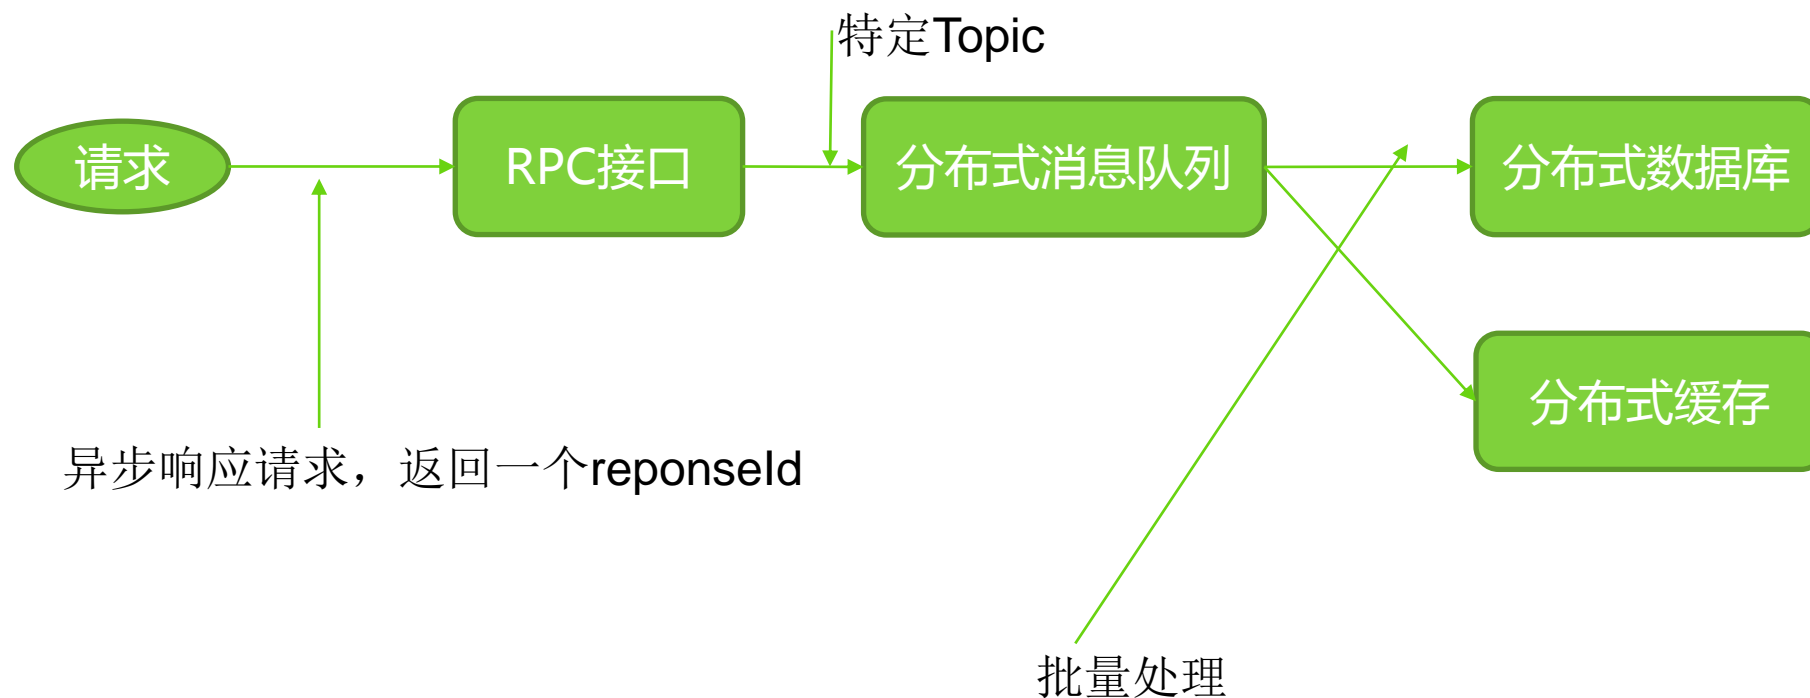 特定Topic
请求
RPC接口
分布式消息队列
分布式数据库
分布式缓存
异步响应请求，返回一个reponseId
批量处理